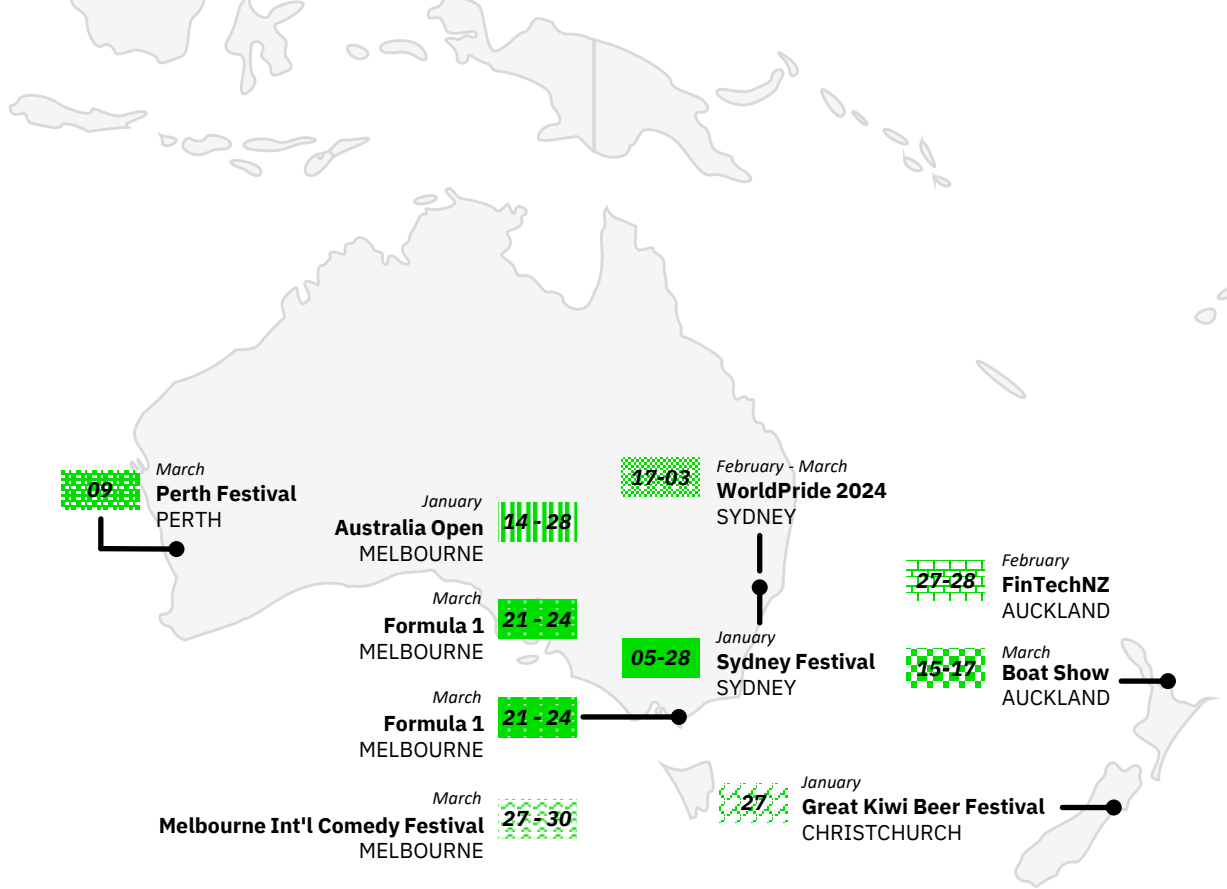 09
March
Perth Festival
PERTH
January
Australia Open
MELBOURNE
14 - 28
March
Formula 1
MELBOURNE
21 - 24
March
Formula 1
MELBOURNE
21 - 24
March
Melbourne Int'l Comedy Festival
MELBOURNE
27 - 30
17-03
February - March
WorldPride 2024
SYDNEY
05-28
January
Sydney Festival
SYDNEY
27-28
February
FinTechNZ
AUCKLAND
15-17
March
Boat Show
AUCKLAND
27
January
Great Kiwi Beer Festival
CHRISTCHURCH